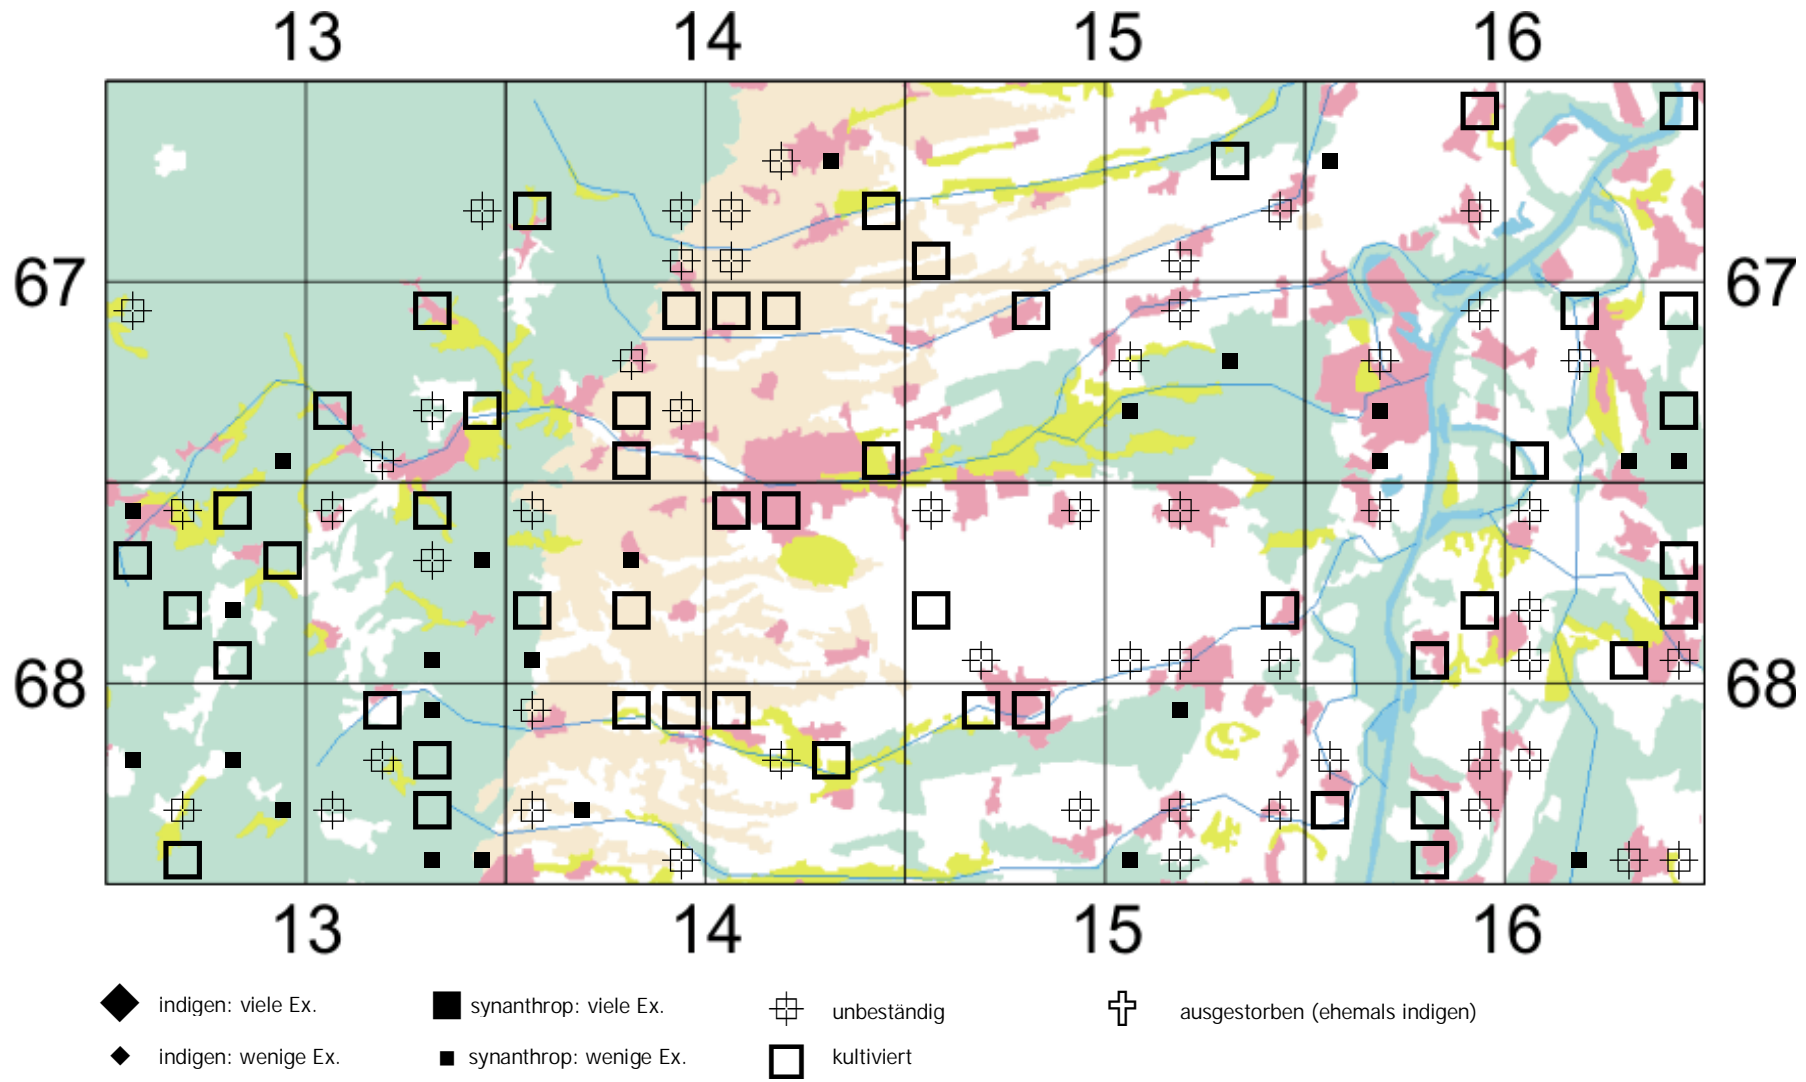 13 14 15 16
67 67
68 68
13 14 15 16
indigen: viele Ex. synanthrop: viele Ex. unbeständig ausgestorben (ehemals indigen)
indigen: wenige Ex. synanthrop: wenige Ex. kultiviert